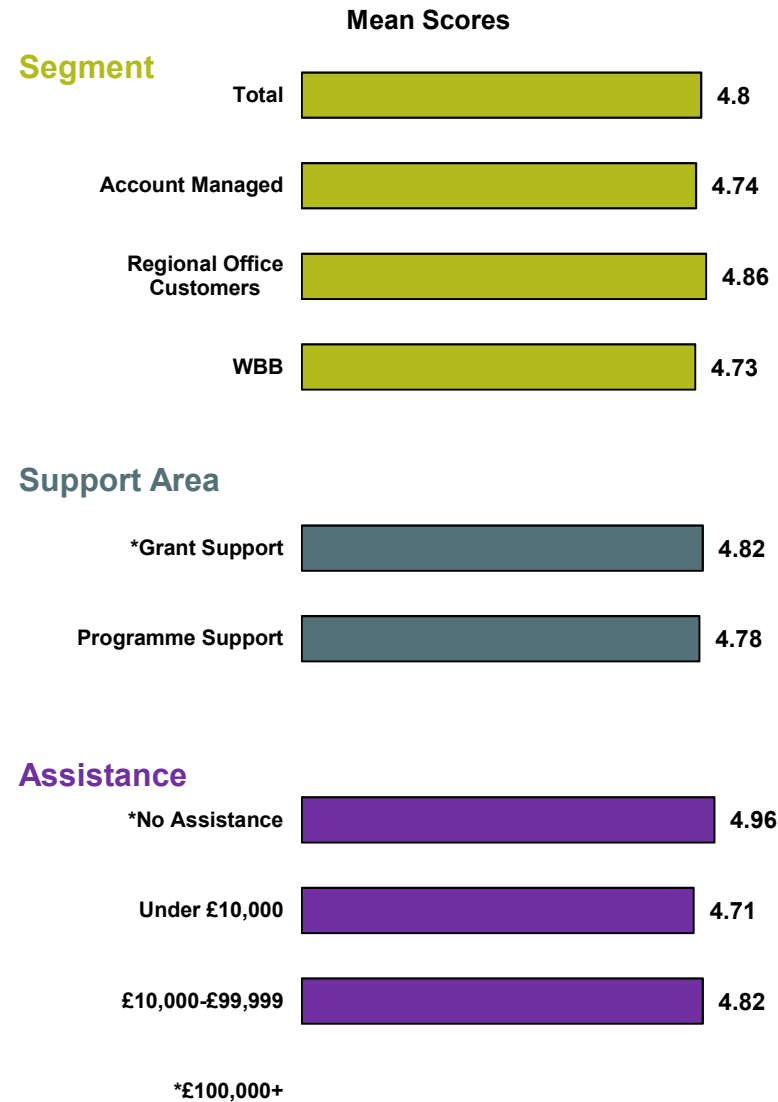 Mean Scores
Segment
Total 4.8
Account Managed 4.74
Regional Office
Customers 4.86
WBB 4.73
Support Area
*Grant Support 4.82
Programme Support 4.78
Assistance
*No Assistance 4.96
Under £10,000 4.71
£10,000-£99,999 4.82
*£100,000+